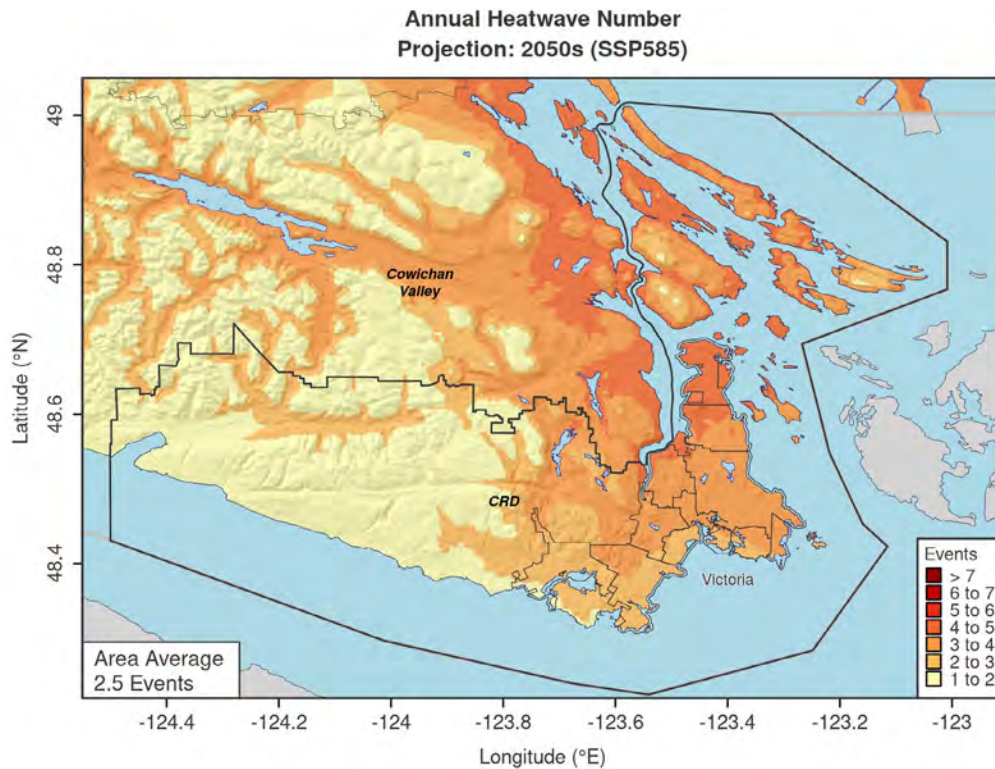 Annual Heatwave Number
Projection: 2050s (SSP585)
49
48.8
48.6
48.4
Latitude (°N)
Cowichan
Valley
CRD
Victoria
Events
> 7
6 to 7
5 to 6
4 to 5
3 to 4
2 to 3
1 to 2
Area Average
2.5 Events
-124.4
-124.2
-124
-123.8
-123.6
-123.4
-123.2
-123
Longitude (°E)